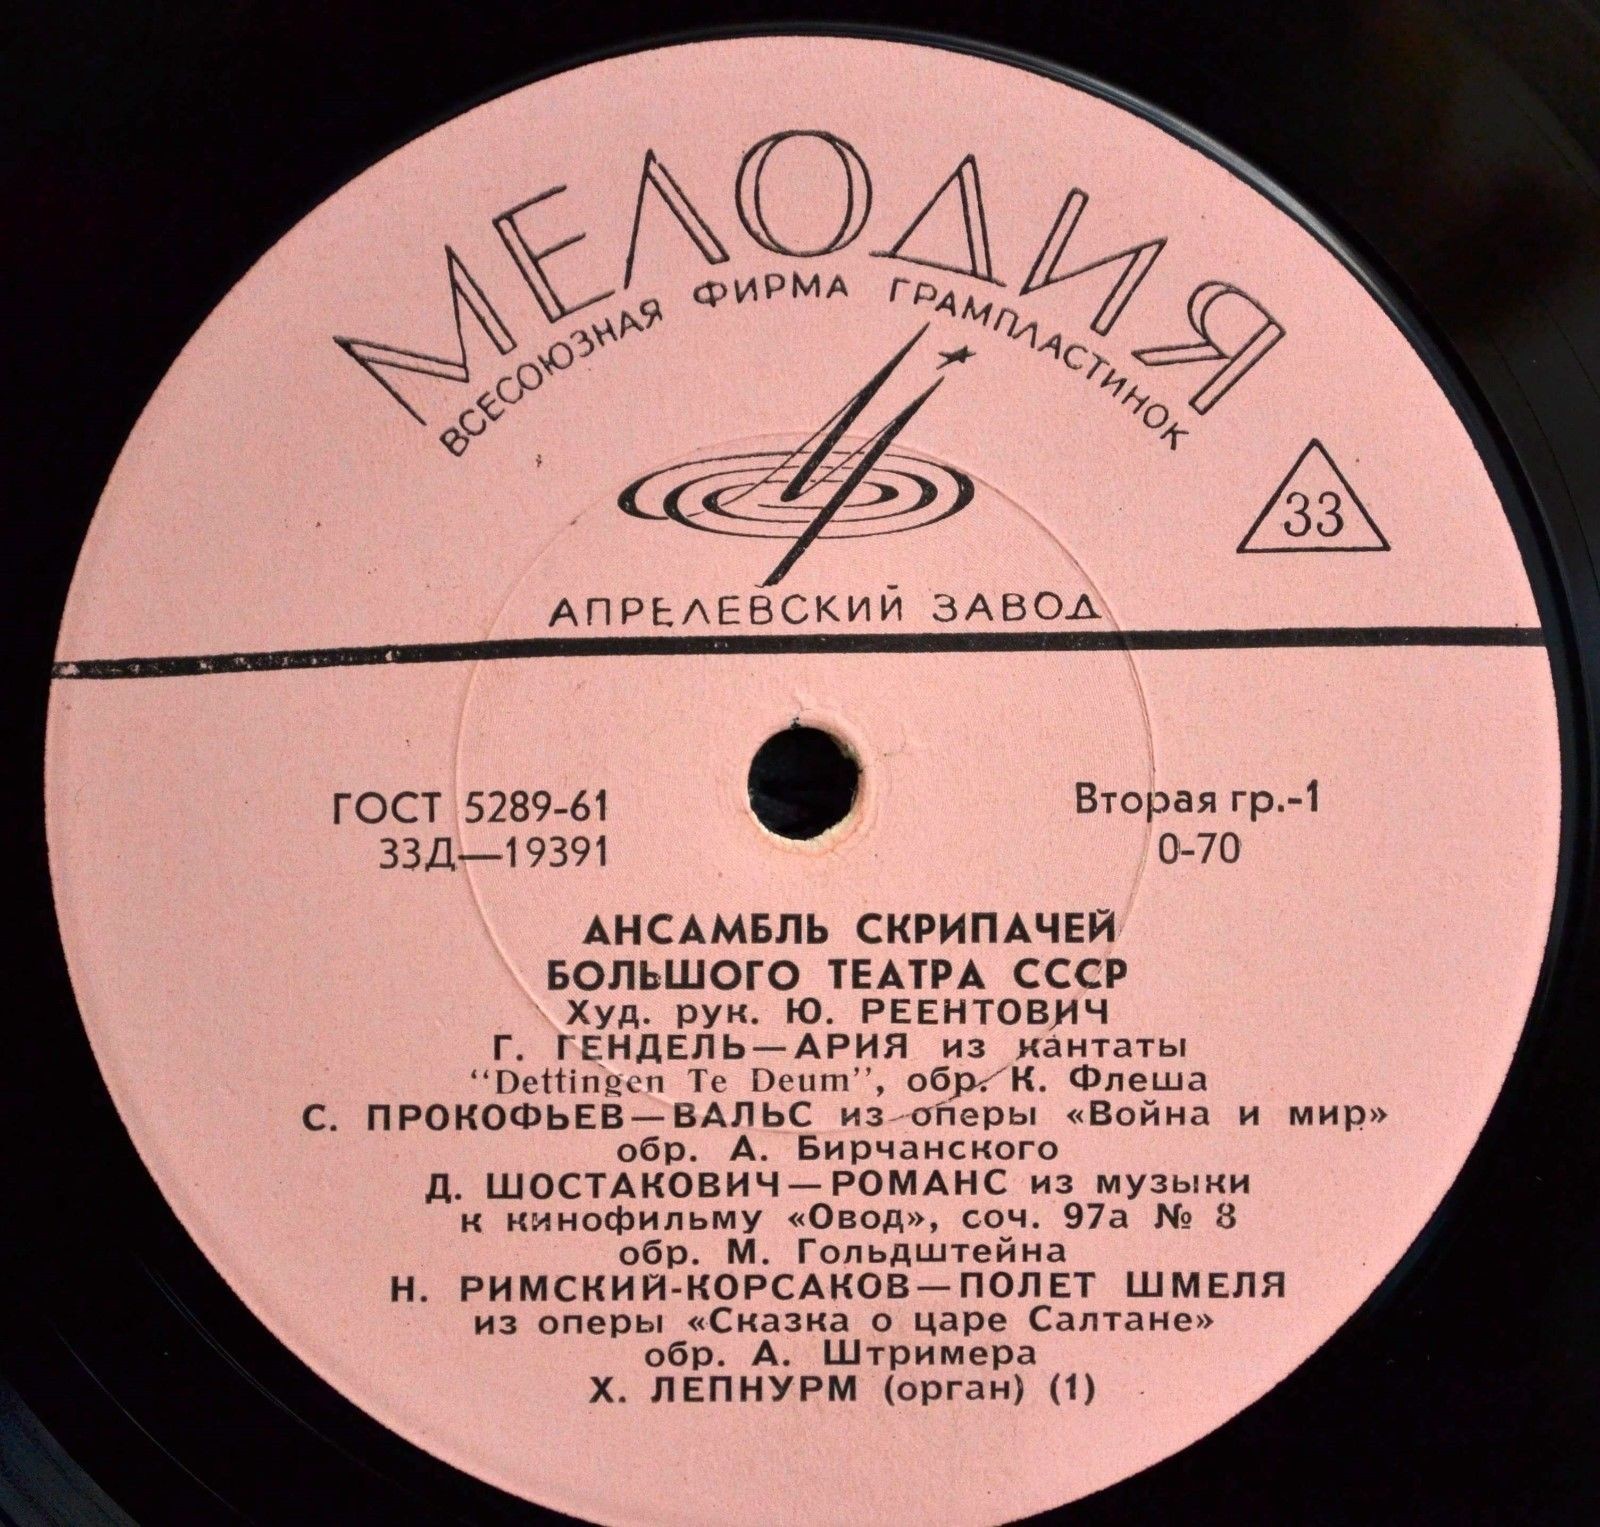 МЕЛОДИЯ
ВСЕСОЮЗНАЯ ФИРМА ГРАМПЛАСТИНОК
33
АПРЕЛЕВСКИЙ ЗАВОД
ГОСТ 5289-61
33Д—19391
Вторая гр.-1
0-70
АНСАМБЛЬ СКРИПАЧЕЙ
БОЛЬШОГО ТЕАТРА СССР
Худ. рук. Ю. РЕЕНТОВИЧ
Г. ГЕНДЕЛЬ—АРИЯ из кантаты
“Dettingen Te Deum”, обр. К. Флеша
С. ПРОКОФЬЕВ—ВАЛЬС из оперы «Война и мир»
обр. А. Бирчанского
Д. ШОСТАКОВИЧ—РОМАНС из музыки
к кинофильму «Овод», соч. 97а № 8
обр. М. Гольдштейна
Н. РИМСКИЙ-КОРСАКОВ—ПОЛЕТ ШМЕЛЯ
из оперы «Сказка о царе Салтане»
обр. А. Штримера
Х. ЛЕПНУРМ (орган) (1)